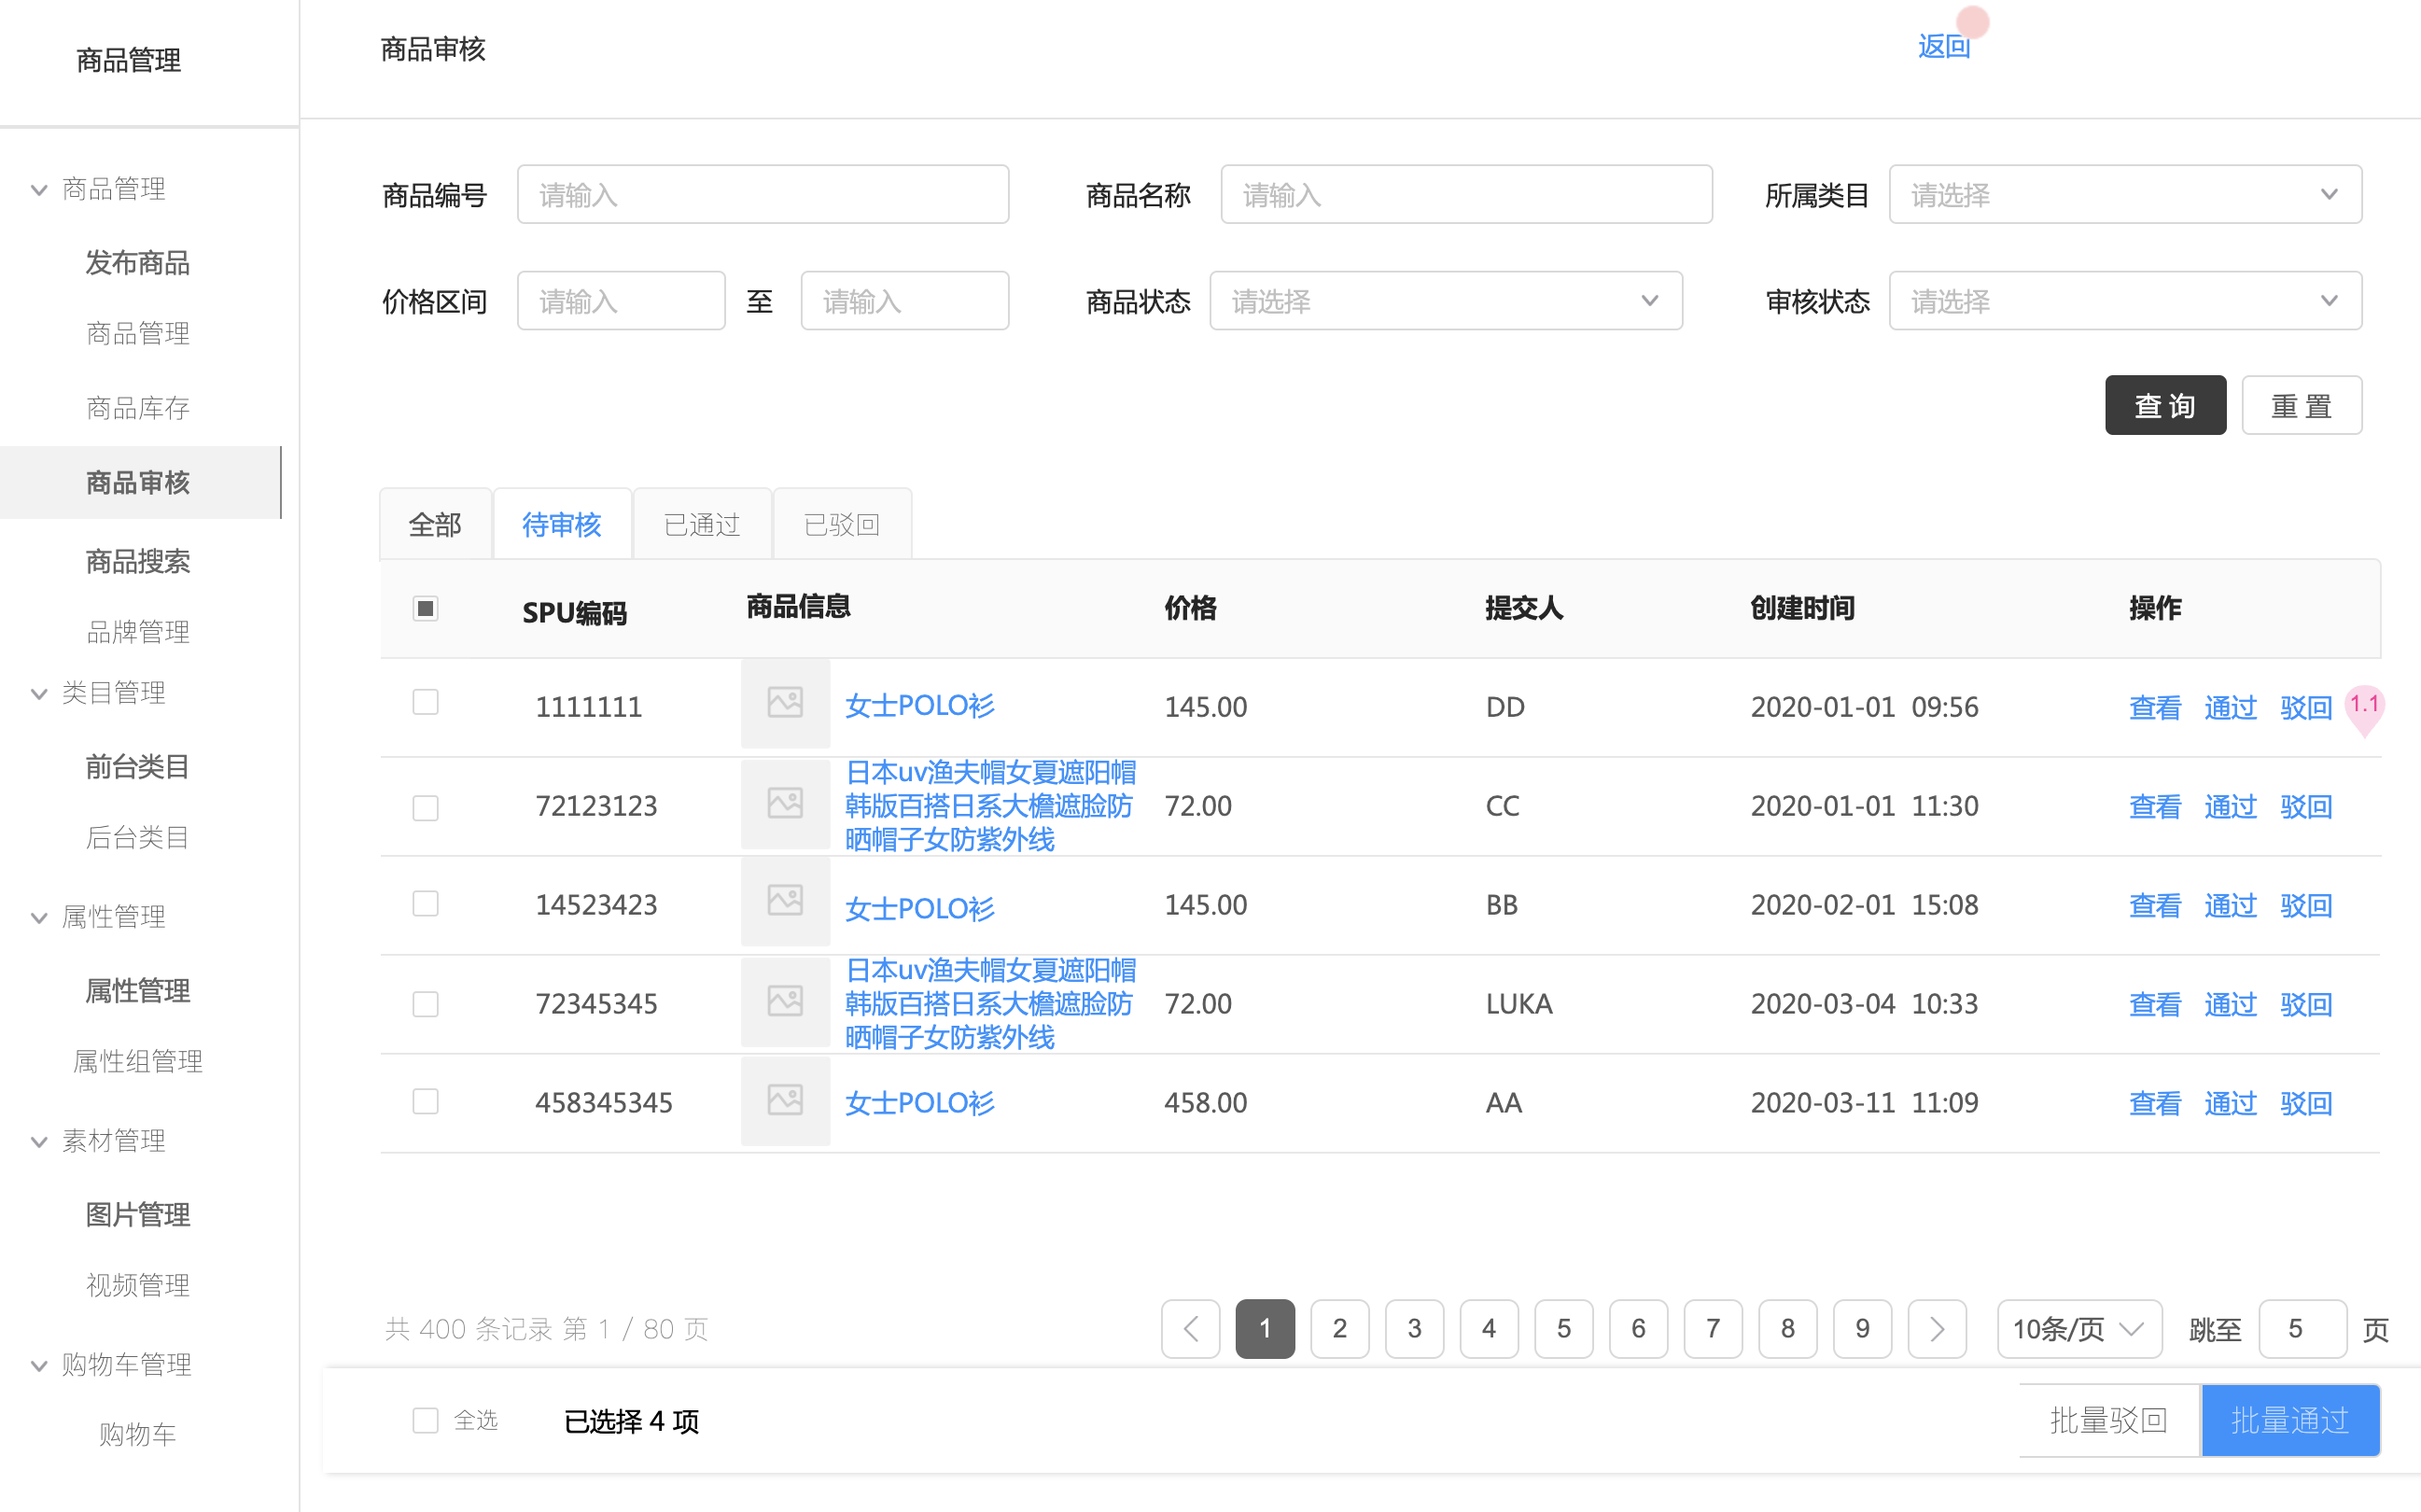 商品管理
商品管理
发布商品
商品管理
商品库存
商品审核
商品搜索
品牌管理
类目管理
前台类目
后台类目
属性管理
属性管理
属性组管理
素材管理
图片管理
视频管理
购物车管理
购物车
商品审核
返回
商品编号 请输入 商品名称 请输入 所属类目 请选择
价格区间 请输入 至 请输入 商品状态 请选择 审核状态 请选择
查 询 重 置
全部 待审核 已通过 已驳回
SPU编码 商品信息 价格 提交人 创建时间 操作
1111111 女士POLO衫 145.00 DD 2020-01-01 09:56 查看 通过 驳回 1.1
日本uv渔夫帽女夏遮阳帽
72123123 韩版百搭日系大檐遮脸防 72.00 CC 2020-01-01 11:30 查看 通过 驳回
晒帽子女防紫外线
14523423 女士POLO衫 145.00 BB 2020-02-01 15:08 查看 通过 驳回
日本uv渔夫帽女夏遮阳帽
72345345 韩版百搭日系大檐遮脸防 72.00 LUKA 2020-03-04 10:33 查看 通过 驳回
晒帽子女防紫外线
458345345 女士POLO衫 458.00 AA 2020-03-11 11:09 查看 通过 驳回
共 400 条记录 第 1 / 80 页 1 2 3 4 5 6 7 8 9 10条/页 跳至 5 页
全选 已选择 4 项 批量驳回 批量通过